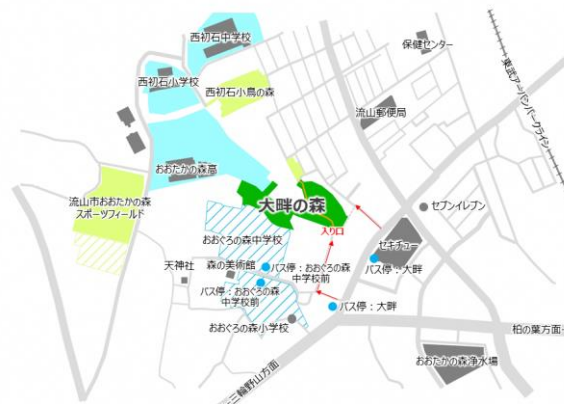 西初石中学校
保健センター
東武アーバンパークライン
西初石小学校
西初石小鳥の森
流山郵便局
おおたかの森高
大畔の森
流山市おおたかの森
スポーツフィールド
セブンイレブン
入り口
セキチュー
おおぐろの森中学校
バス停：大畔
天神社
森の美術館
バス停：おおぐろの森
中学校前
バス停：おおぐろの森
中学校前
バス停：大畔
おおぐろの森小学校
柏の葉方面
おおたかの森浄水場
三輪野山方面